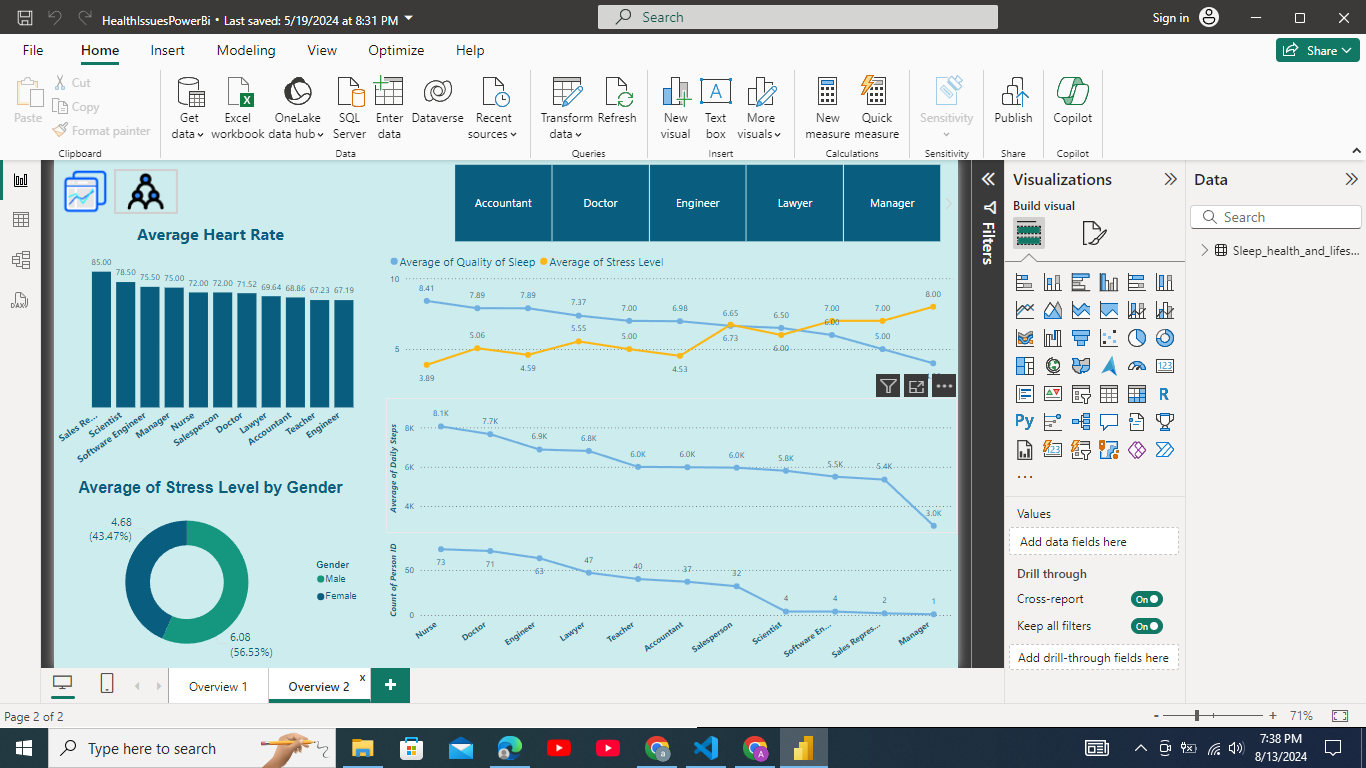 HealthIssuesPowerBi • Last saved: 5/19/2024 at 8:31 PM
Search
Sign in
File Home Insert Modeling View Optimize Help
Share
Paste
Cut
Copy
Format painter
Clipboard
Get data
Excel workbook
OneLake data hub
SQL Server
Enter data
Dataverse
Recent sources
Data
Transform data
Refresh
Queries
New visual
Text box
More visuals
Insert
New measure
Quick measure
Calculations
Sensitivity
Sensitivity
Publish
Share
Copilot
Copilot
Accountant Doctor Engineer Lawyer Manager
Average Heart Rate
85.00 78.50 75.50 75.00 72.00 72.00 71.52 69.64 68.86 67.23 67.19
Sales Re... Scientist Software Engineer Manager Nurse Salesperson Doctor Lawyer Accountant Teacher Engineer
Average of Stress Level by Gender
4.68
(43.47%)
6.08
(56.53%)
Gender
Male
Female
Average of Quality of Sleep Average of Stress Level
10
5
8.41 7.89 7.89 7.37 7.00 6.98 6.65 6.50 7.00 7.00 8.00
3.89 5.06 4.59 5.55 5.00 4.53 6.73 6.00 6.00 5.00
Average of Daily Steps
8K
6K
4K
8.1K 7.7K 6.9K 6.8K 6.0K 6.0K 6.0K 5.8K 5.5K 5.4K 3.0K
Count of Person ID
50
0
73 71 63 47 40 37 32 4 4 2 1
Nurse Doctor Engineer Lawyer Teacher Accountant Salesperson Scientist Software En... Sales Repres... Manager
Filters
Visualizations
Build visual
123
R
Py
123
...
Values
Add data fields here
Drill through
Cross-report On
Keep all filters On
Add drill-through fields here
Data
Search
Sleep_health_and_lifes...
DAX
Overview 1
Overview 2 x
+
Page 2 of 2
- + 71%
Type here to search
7:38 PM
8/13/2024